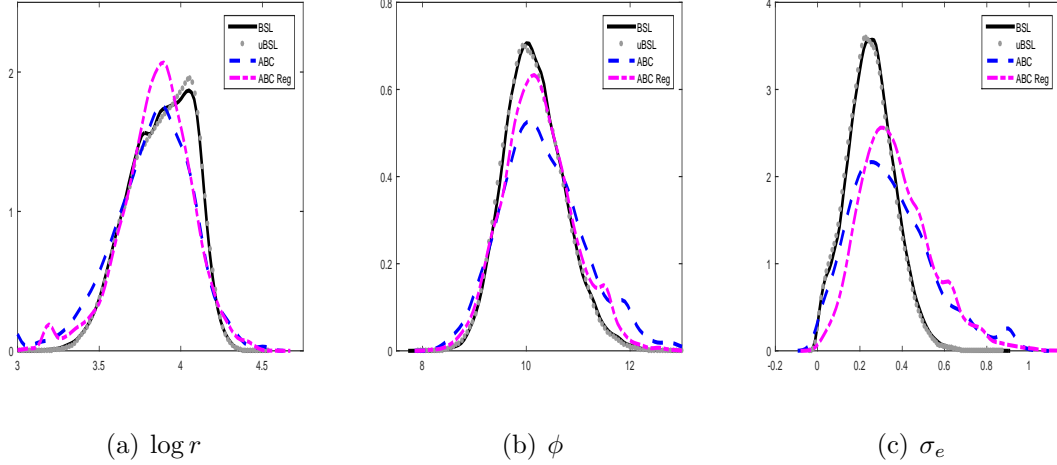 BSL
uBSL
ABC
ABC Reg
2
1
0
3 3.5 4 4.5
BSL
uBSL
ABC
ABC Reg
0.8
0.6
0.4
0.2
0
8 10 12
BSL
uBSL
ABC
ABC Reg
4
3
2
1
0
-0.2 0 0.2 0.4 0.6 0.8 1
(a) log r (b) ϕ (c) σ_e